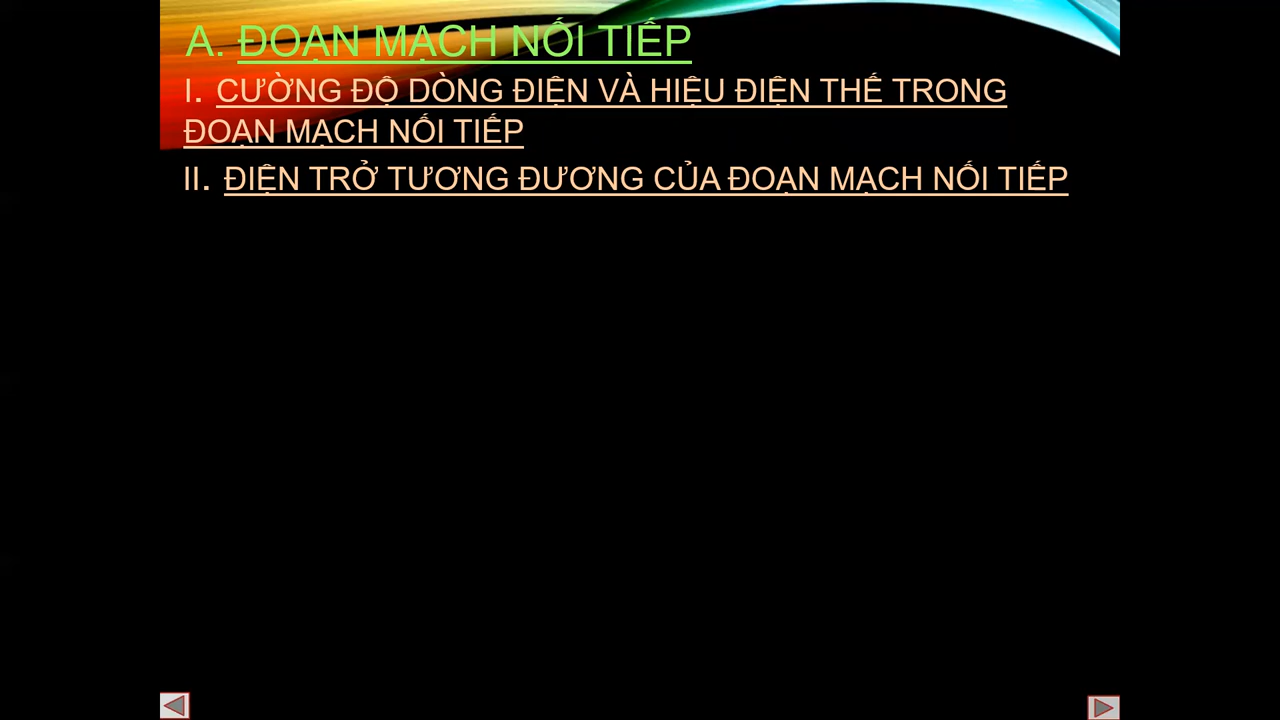 A. ĐOẠN MẠCH NỐI TIẾP
I. CƯỜNG ĐỘ DÒNG ĐIỆN VÀ HIỆU ĐIỆN THẾ TRONG
ĐOẠN MẠCH NỐI TIẾP
II. ĐIỆN TRỞ TƯƠNG ĐƯƠNG CỦA ĐOẠN MẠCH NỐI TIẾP